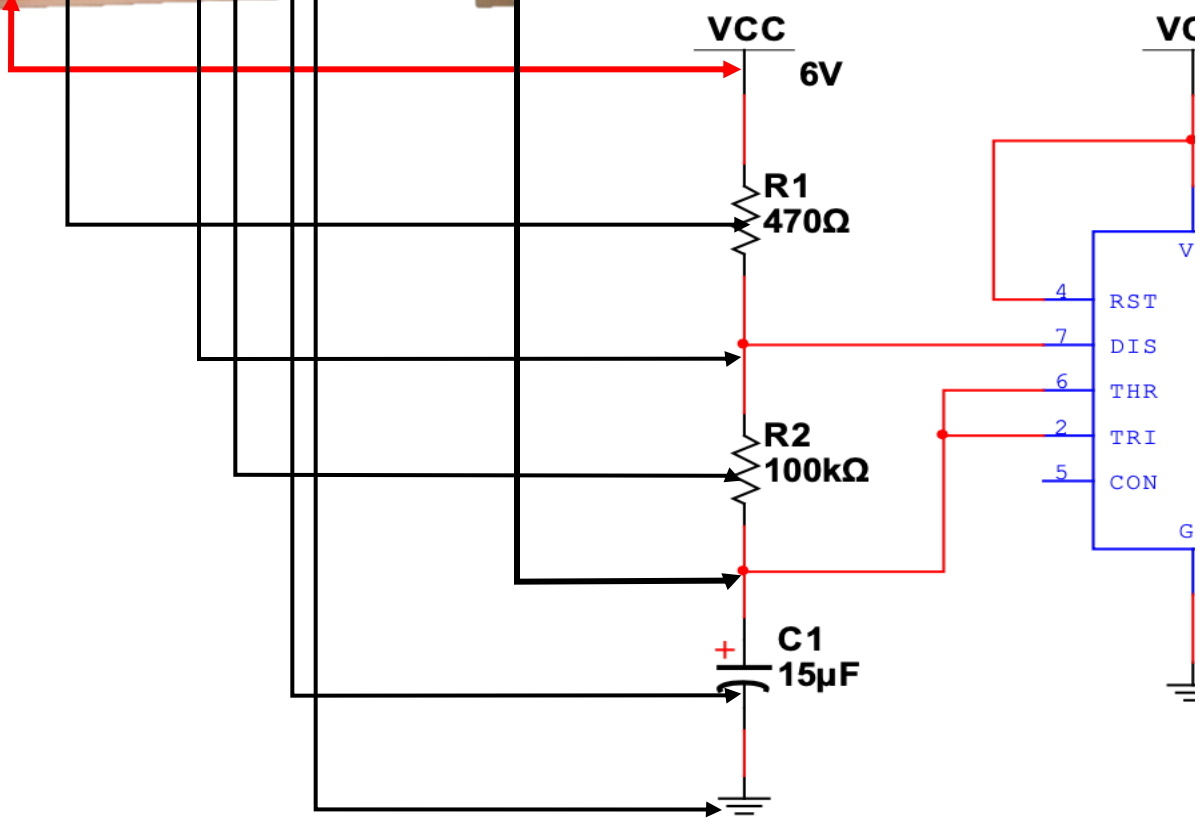 VCC
6V
R1
470Ω
4 RST
7 DIS
6 THR
2 TRI
5 CON
R2
100kΩ
+
C1
15µF